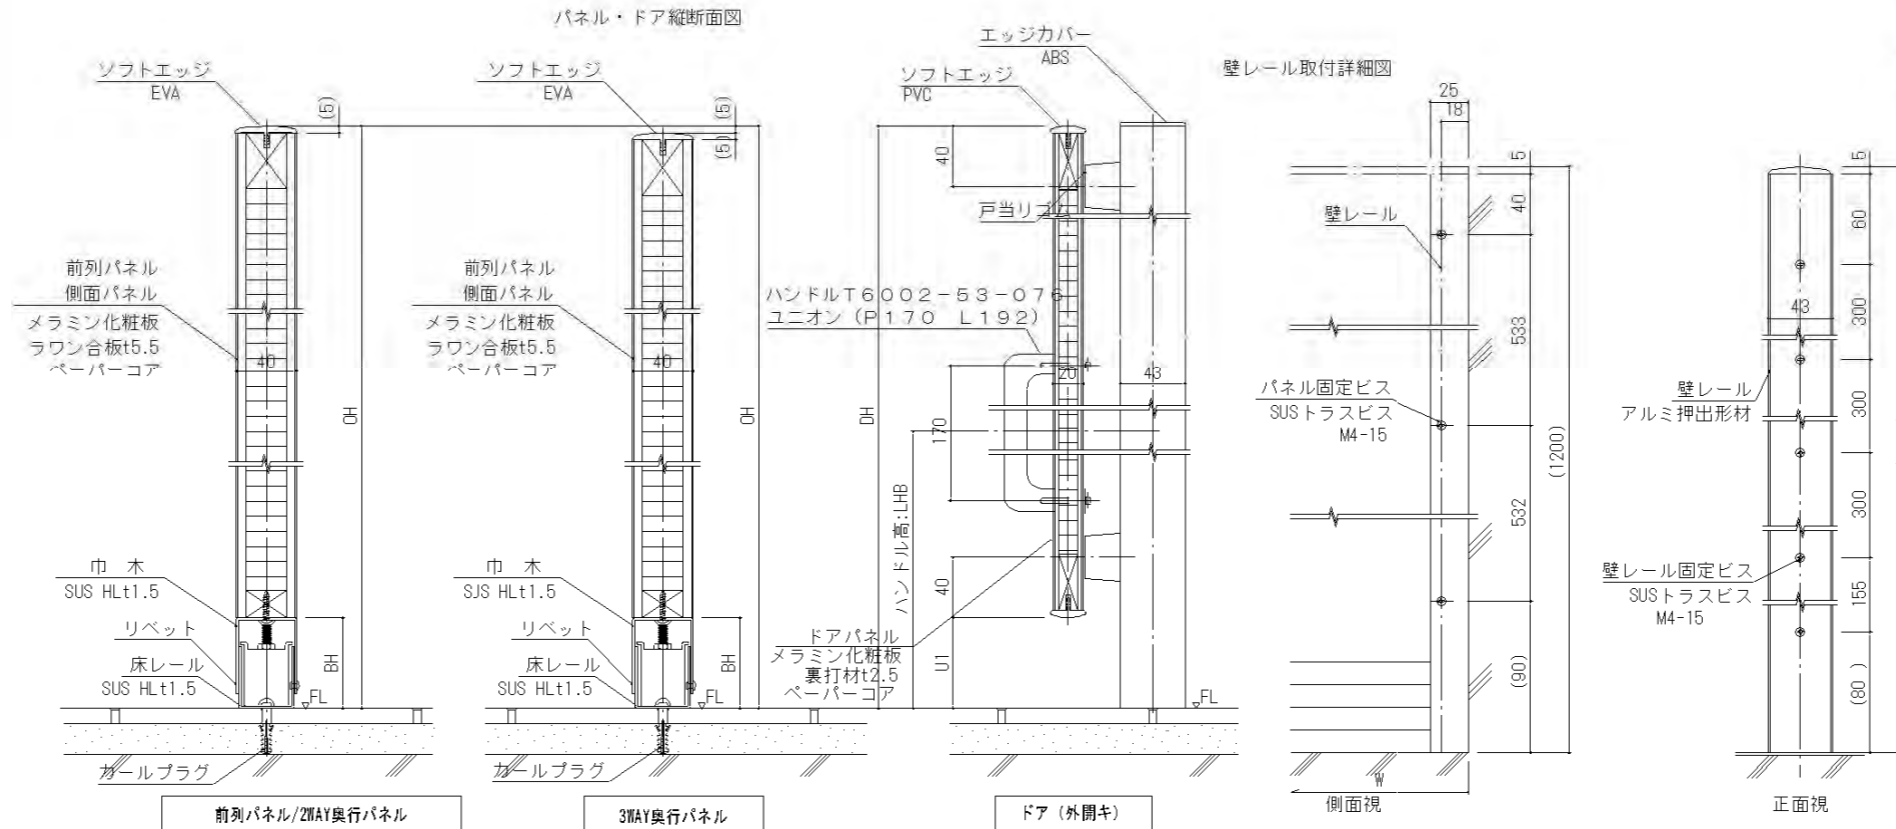 パネル・ドア縦断面図
ソフトエッジ
EVA
(5)
前列パネル
側面パネル
メラミン化粧板
ラワン合板t5.5
ペーパーコア
40
OH
巾 木
SUS HLt1.5
リベット
床レール
SUS HLt1.5
BH
FL
カールプラグ
前列パネル/2WAY奥行パネル
ソフトエッジ
EVA
(5)
(5)
前列パネル
側面パネル
メラミン化粧板
ラワン合板t5.5
ペーパーコア
40
OH
巾 木
SJS HLt1.5
リベット
床レール
SUS HLt1.5
BH
FL
カールプラグ
3WAY奥行パネル
エッジカバー
ABS
ソフトエッジ
PVC
40
戸当リゴム
ハンドルT6002-53-076
ユニオン (P170 L192)
20
43
DH
170
ハンドル高:LHB
40
ドアパネル
メラミン化粧板
裏打材t2.5
ペーパーコア
U1
FL
ドア (外開キ)
壁レール取付詳細図
25
18
5
40
壁レール
533
パネル固定ビス
SUSトラスビス
M4-15
(1200)
532
(90)
W
側面視
5
60
300
43
壁レール
アルミ押出形材
300
300
壁レール固定ビス
SUSトラスビス
M4-15
155
(80 )
正面視